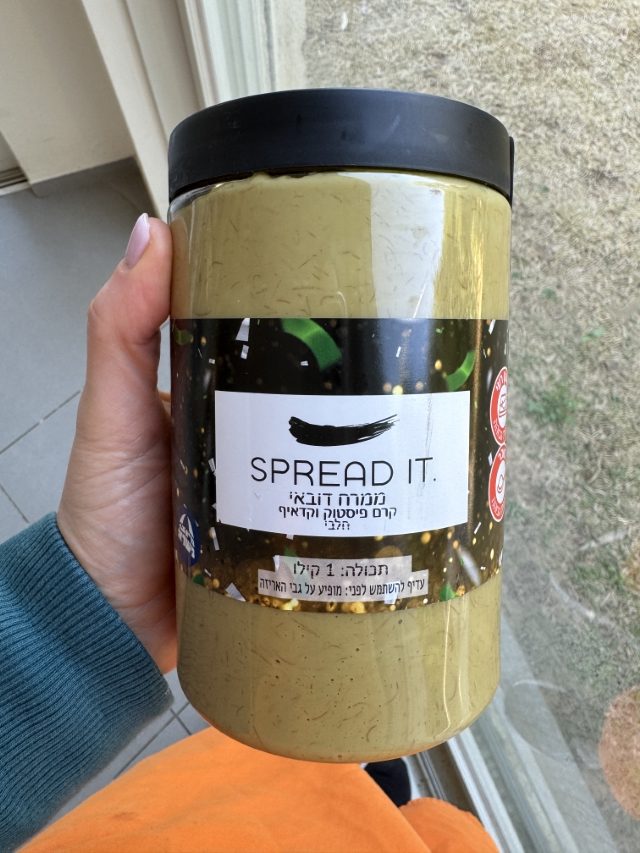 SPREAD IT.
ממרח דובאי
קרם פיסטוק וקדאיף
חלבי
תכולה: 1 קילו
עדיף להשתמש לפני: מופיע על גבי האריזה